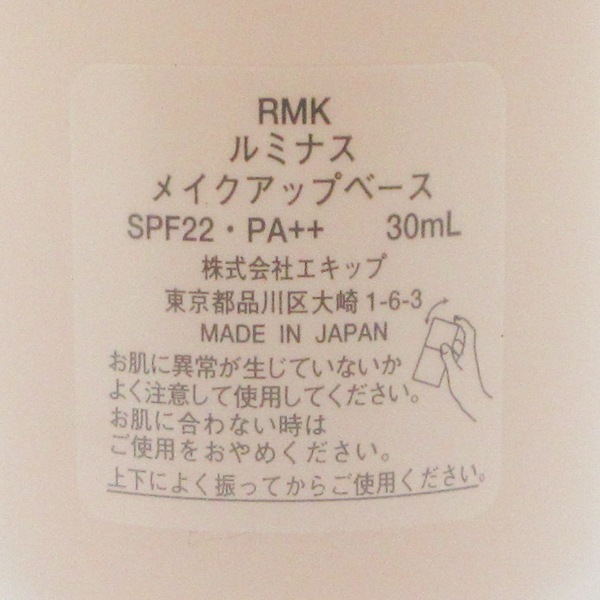 RMK
ルミナス
メイクアップベース
SPF22・PA++ 30mL
株式会社エキップ
東京都品川区大崎1-6-3
MADE IN JAPAN
お肌に異常が生じていないか
よく注意して使用してください。
お肌に合わない時は
ご使用をおやめください。
上下によく振ってからご使用ください。